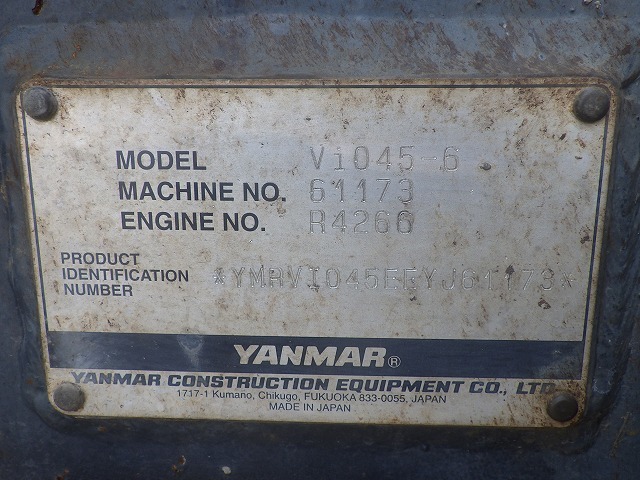 MODEL Vi045-6
MACHINE NO. 61173
ENGINE NO. R4266
PRODUCT IDENTIFICATION NUMBER *YMRVI045EEYJ61173*
YANMAR®
YANMAR CONSTRUCTION EQUIPMENT CO., LTD
1717-1 Kumano, Chikugo, FUKUOKA 833-0055, JAPAN
MADE IN JAPAN